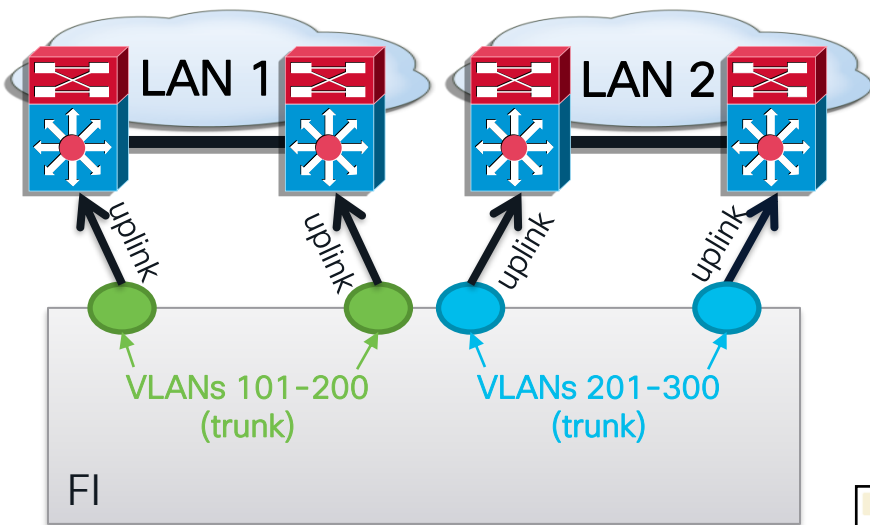 LAN 1
LAN 2
uplink
uplink
uplink
uplink
VLANs 101-200
(trunk)
VLANs 201-300
(trunk)
FI